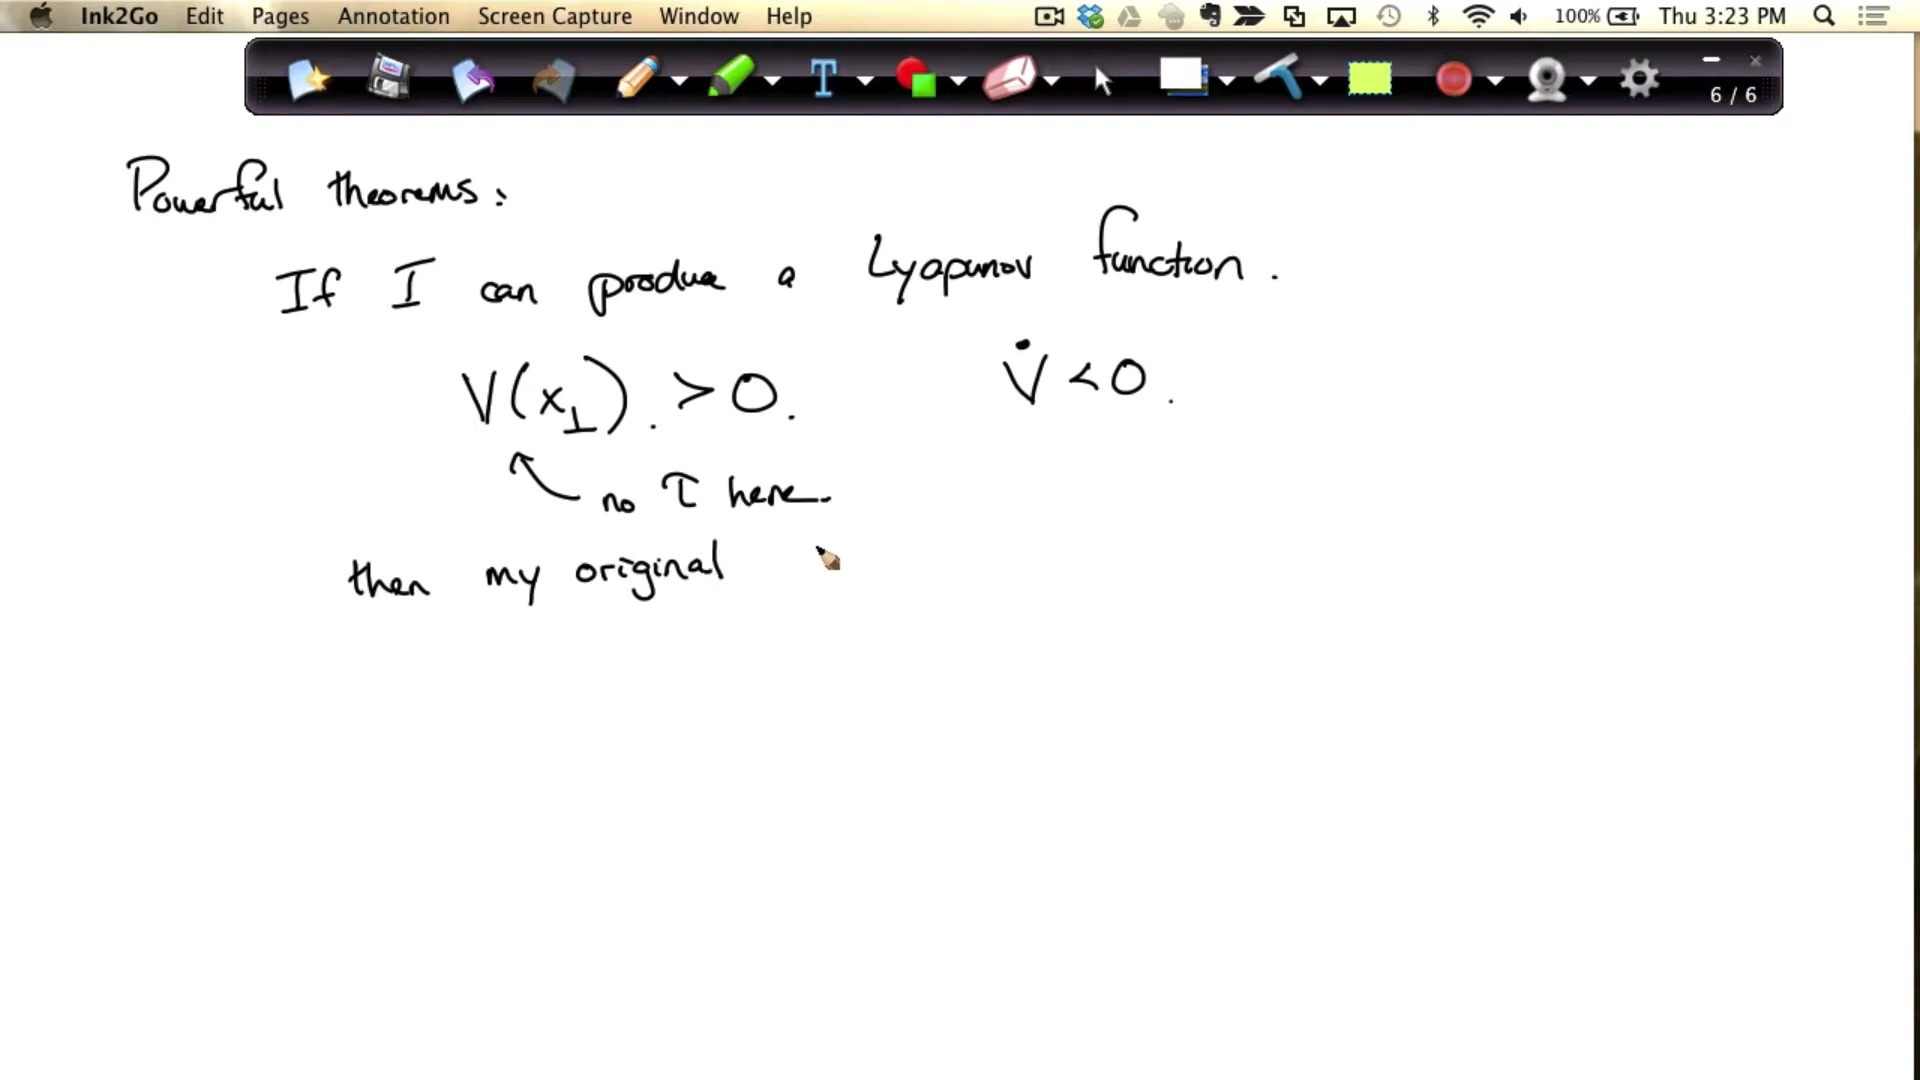 Ink2Go Edit Pages Annotation Screen Capture Window Help 100% Thu 3:23 PM
T 6 / 6
Powerful theorems:
If I can produce a Lyapunov function.
V(x⊥) > 0. V̇ < 0.
no τ here.
then my original